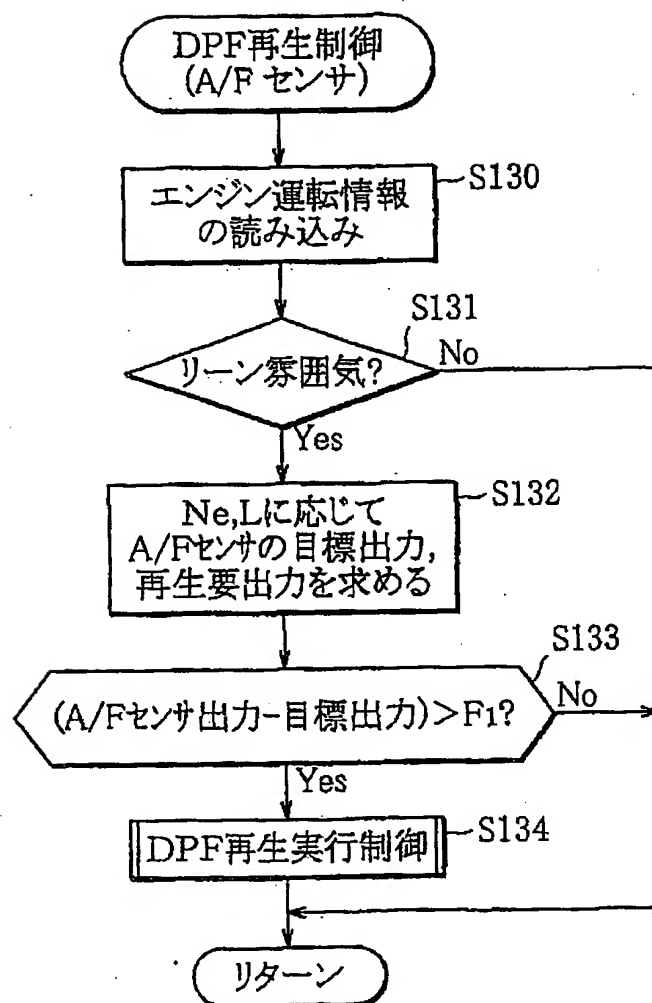 DPF再生制御
(A/F センサ)
S130
エンジン運転情報
の読み込み
S131
リーン雰囲気?
No
Yes
S132
Ne,Lに応じて
A/Fセンサの目標出力,
再生要出力を求める
S133
(A/Fセンサ出力−目標出力)>F1?
No
Yes
DPF再生実行制御
S134
リターン